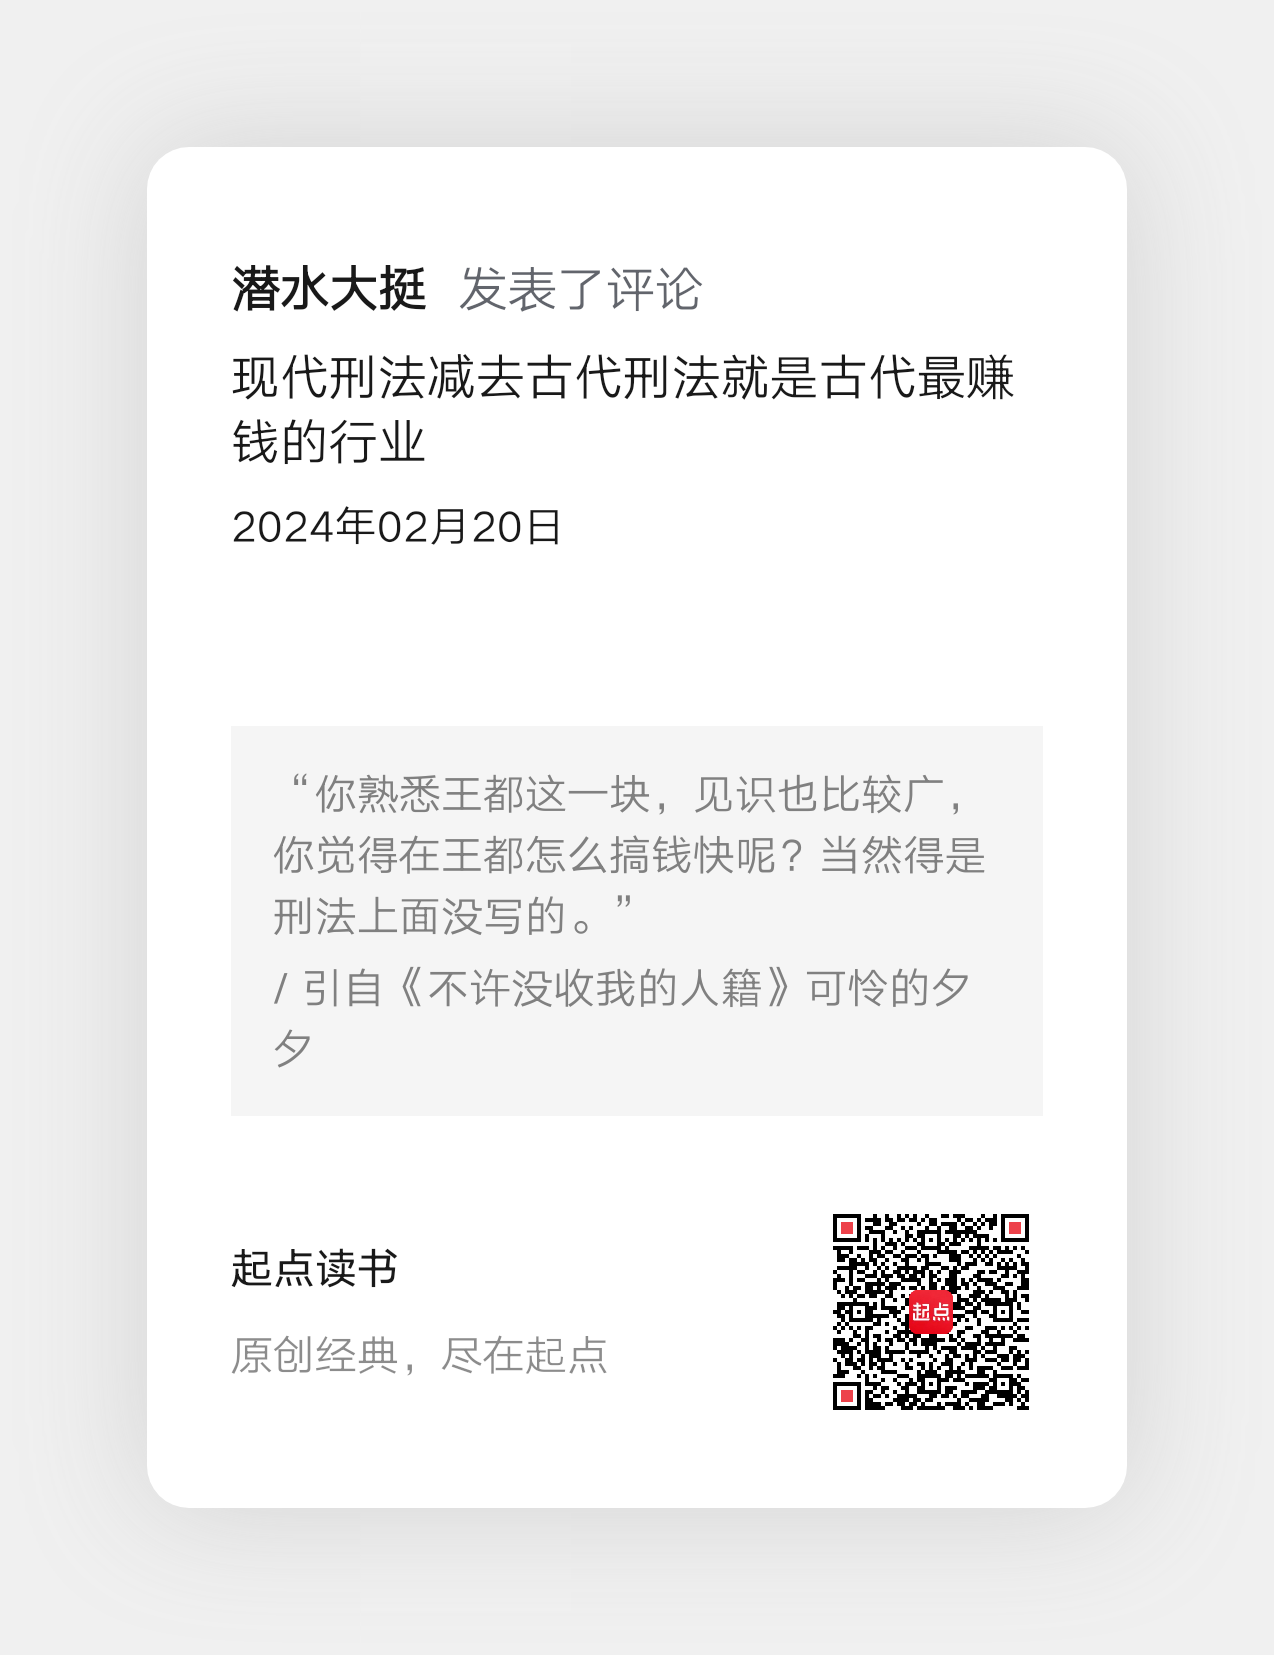 潜水大挺 发表了评论
现代刑法减去古代刑法就是古代最赚
钱的行业
2024年02月20日
“你熟悉王都这一块，见识也比较广，
你觉得在王都怎么搞钱快呢？当然得是
刑法上面没写的。”
/ 引自《不许没收我的人籍》可怜的夕
夕
起点读书
原创经典，尽在起点
起点